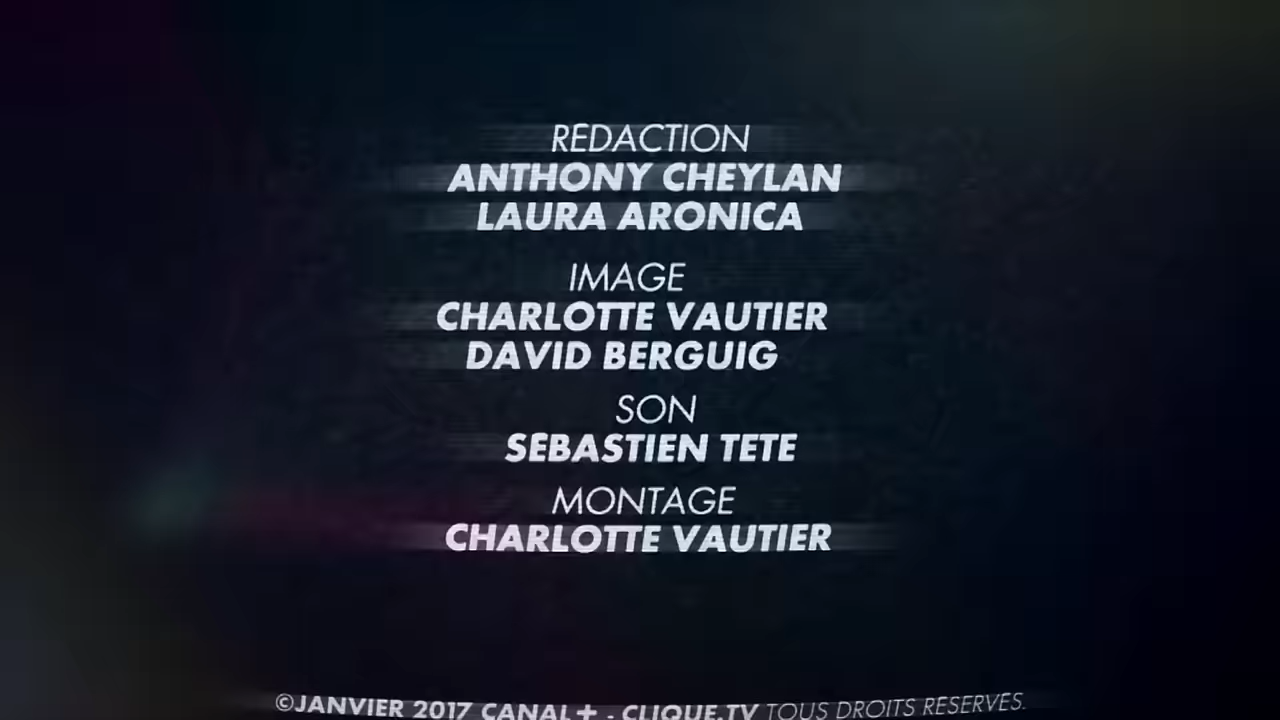 REDACTION
ANTHONY CHEYLAN
LAURA ARONICA
IMAGE
CHARLOTTE VAUTIER
DAVID BERGUIG
SON
SEBASTIEN TETE
MONTAGE
CHARLOTTE VAUTIER
©JANVIER 2017 CANAL+ - CLIQUE.TV TOUS DROITS RESERVES.